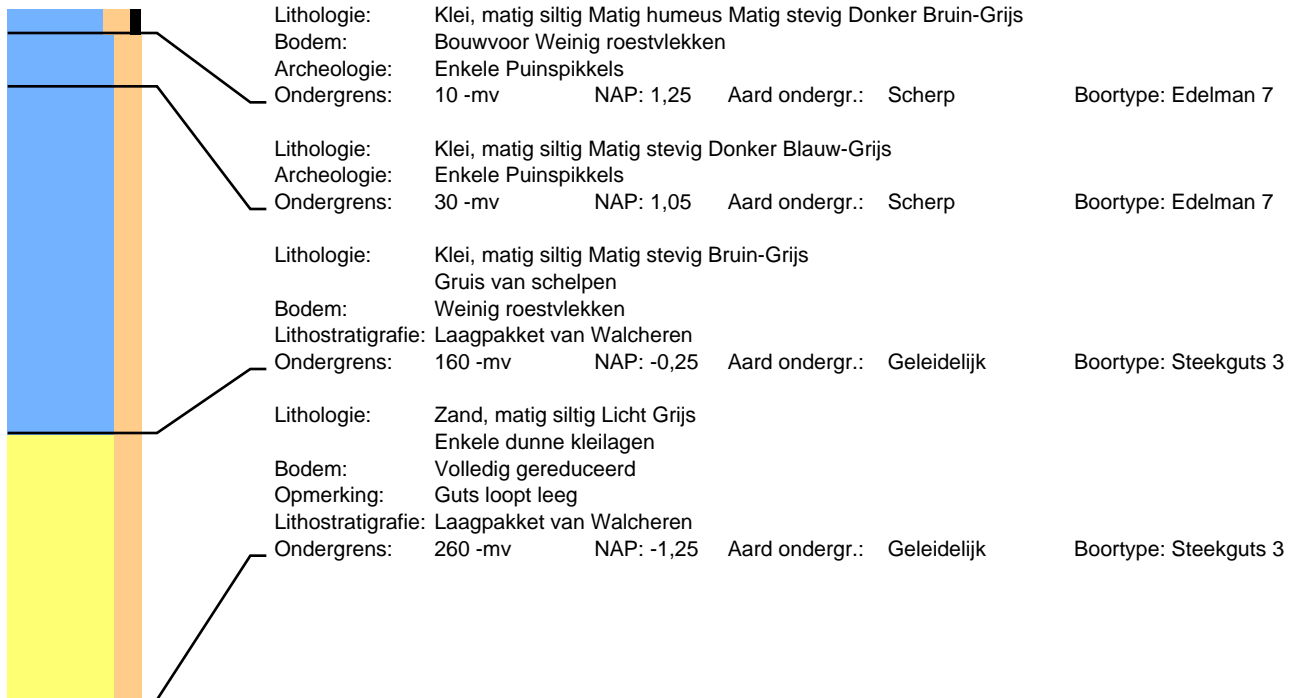 Lithologie: Klei, matig siltig Matig humeus Matig stevig Donker Bruin-Grijs
Bodem: Bouwvoor Weinig roestvlekken
Archeologie: Enkele Puinspikkels
Ondergrens: 10 -mv NAP: 1,25 Aard ondergr.: Scherp Boortype: Edelman 7
Lithologie: Klei, matig siltig Matig stevig Donker Blauw-Grijs
Archeologie: Enkele Puinspikkels
Ondergrens: 30 -mv NAP: 1,05 Aard ondergr.: Scherp Boortype: Edelman 7
Lithologie: Klei, matig siltig Matig stevig Bruin-Grijs
Gruis van schelpen
Bodem: Weinig roestvlekken
Lithostratigrafie: Laagpakket van Walcheren
Ondergrens: 160 -mv NAP: -0,25 Aard ondergr.: Geleidelijk Boortype: Steekguts 3
Lithologie: Zand, matig siltig Licht Grijs
Enkele dunne kleilagen
Bodem: Volledig gereduceerd
Opmerking: Guts loopt leeg
Lithostratigrafie: Laagpakket van Walcheren
Ondergrens: 260 -mv NAP: -1,25 Aard ondergr.: Geleidelijk Boortype: Steekguts 3